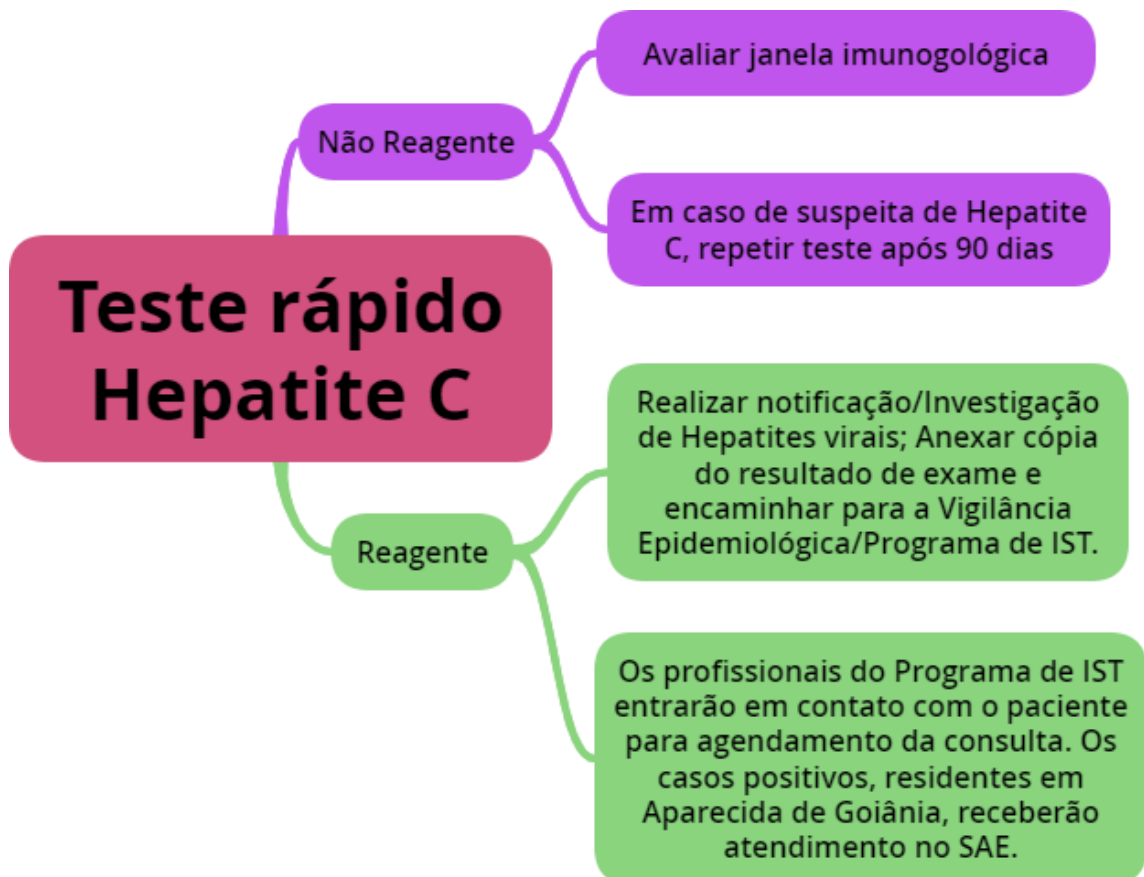 Avaliar janela imunogológica
Não Reagente
Em caso de suspeita de Hepatite
C, repetir teste após 90 dias
Teste rápido
Hepatite C
Realizar notificação/Investigação
de Hepatites virais; Anexar cópia
do resultado de exame e
encaminhar para a Vigilância
Epidemiológica/Programa de IST.
Reagente
Os profissionais do Programa de IST
entrarão em contato com o paciente
para agendamento da consulta. Os
casos positivos, residentes em
Aparecida de Goiânia, receberão
atendimento no SAE.